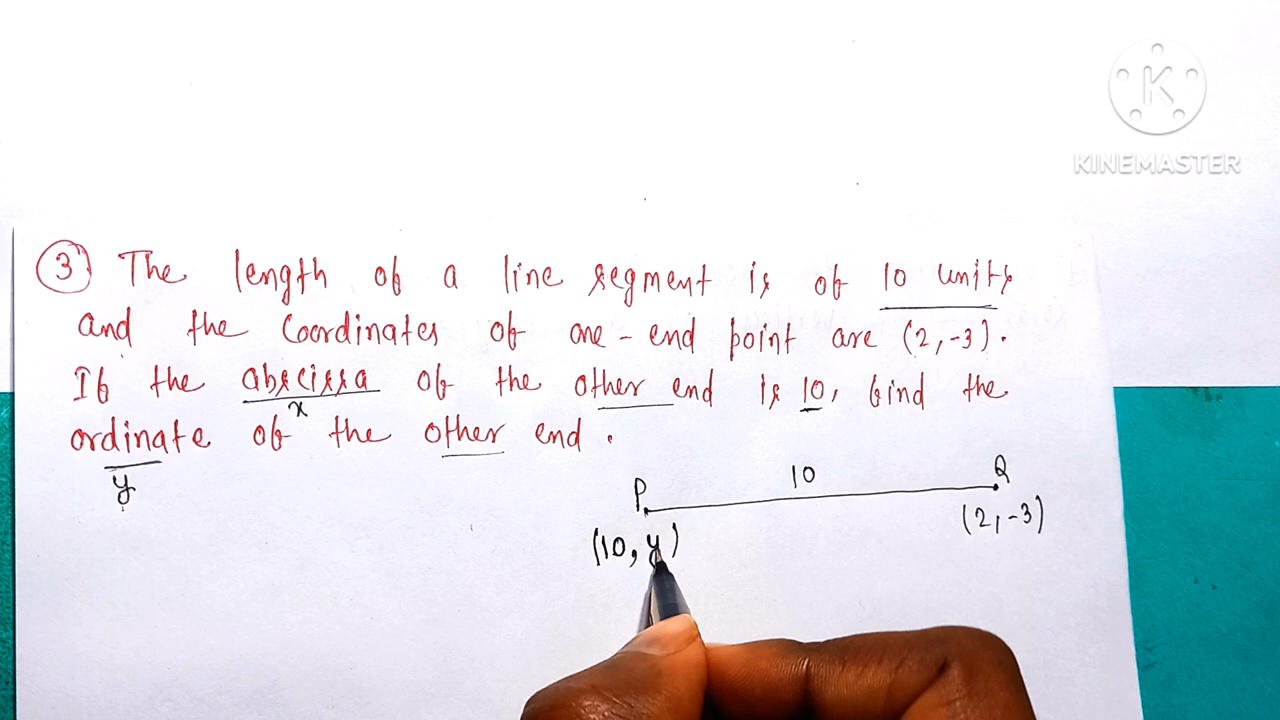 K
KINEMASTER
3 The length of a line segment is of 10 units
and the coordinates of one-end point are (2,-3).
If the abscissa of the other end is 10, find the
x
ordinate of the other end.
y
P 10 Q
(10, y) (2,-3)